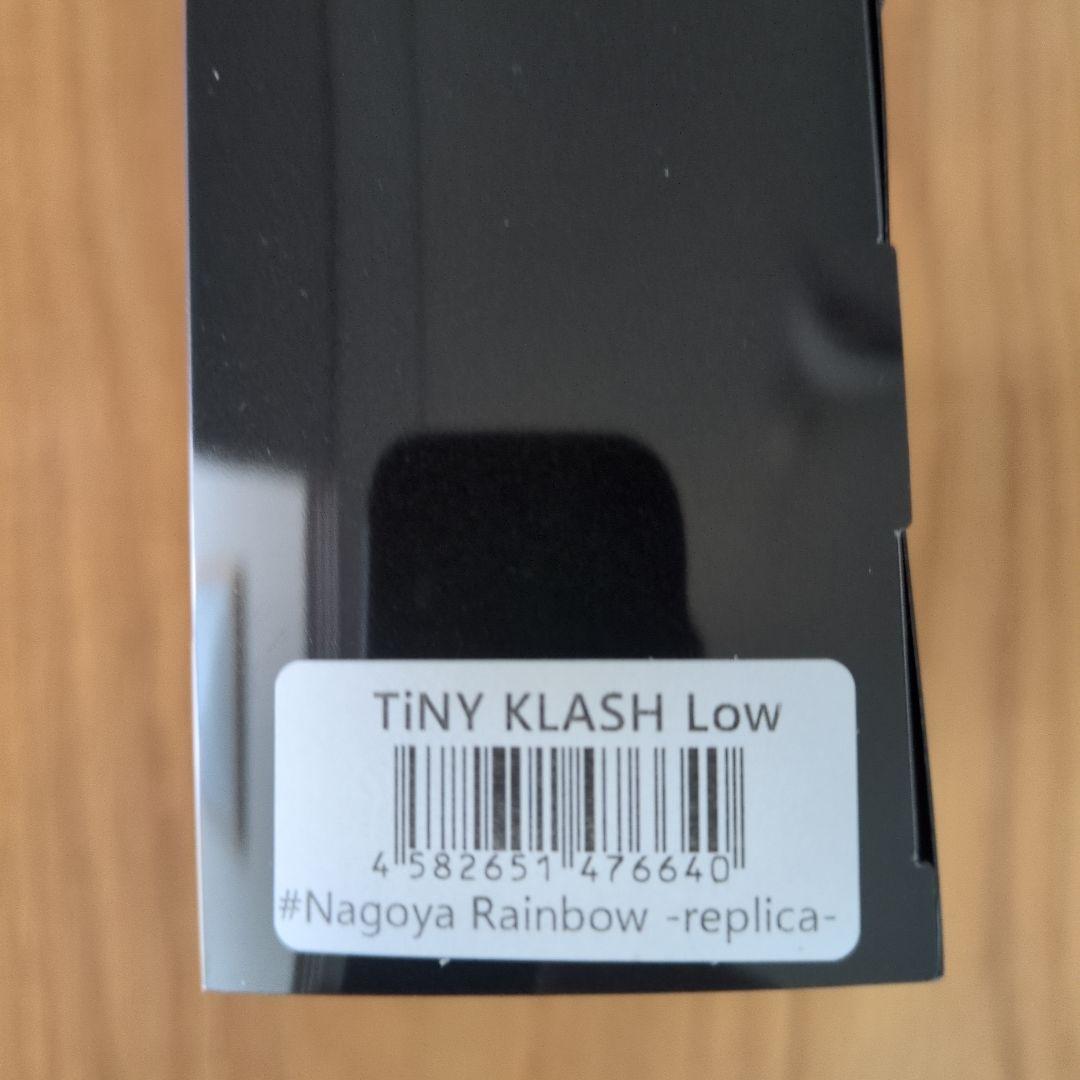 TiNY KLASH Low
4 582651 476640
#Nagoya Rainbow -replica-